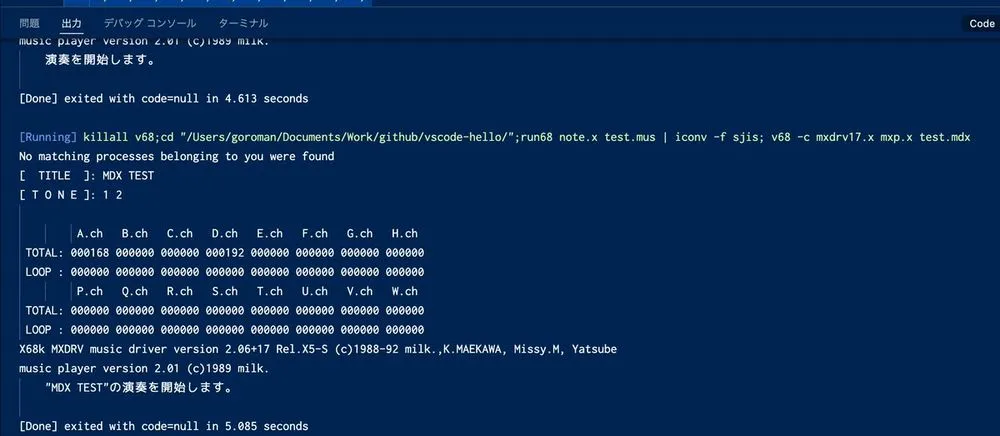 問題 出力 デバッグ コンソール ターミナル Code
music player version 2.01 (c)1989 milk.
演奏を開始します。
[Done] exited with code=null in 4.613 seconds
[Running] killall v68;cd "/Users/goroman/Documents/Work/github/vscode-hello/";run68 note.x test.mus | iconv -f sjis; v68 -c mxdrv17.x mxp.x test.mdx
No matching processes belonging to you were found
[  TITLE  ]: MDX TEST
[ T O N E ]: 1 2
A.ch   B.ch   C.ch   D.ch   E.ch   F.ch   G.ch   H.ch
TOTAL: 000168 000000 000000 000192 000000 000000 000000 000000
LOOP : 000000 000000 000000 000000 000000 000000 000000 000000
P.ch   Q.ch   R.ch   S.ch   T.ch   U.ch   V.ch   W.ch
TOTAL: 000000 000000 000000 000000 000000 000000 000000 000000
LOOP : 000000 000000 000000 000000 000000 000000 000000 000000
X68k MXDRV music driver version 2.06+17 Rel.X5-S (c)1988-92 milk.,K.MAEKAWA, Missy.M, Yatsube
music player version 2.01 (c)1989 milk.
"MDX TEST"の演奏を開始します。
[Done] exited with code=null in 5.085 seconds